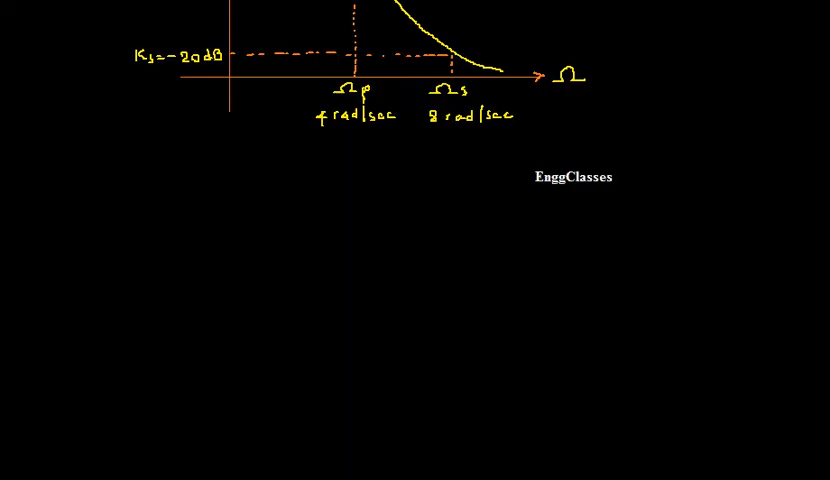 Ks=-20dB
Ω
Ωp Ωs
4 rad/sec 8 rad/sec
EnggClasses